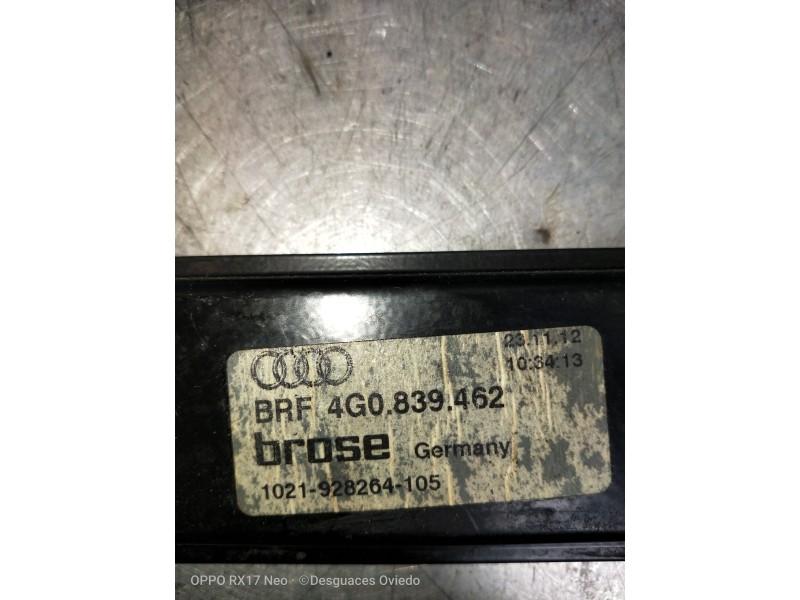 23.11.12
10:34:13
BRF 4G0.839.462
brose Germany
1021-928264-105
OPPO RX17 Neo ©Desguaces Oviedo